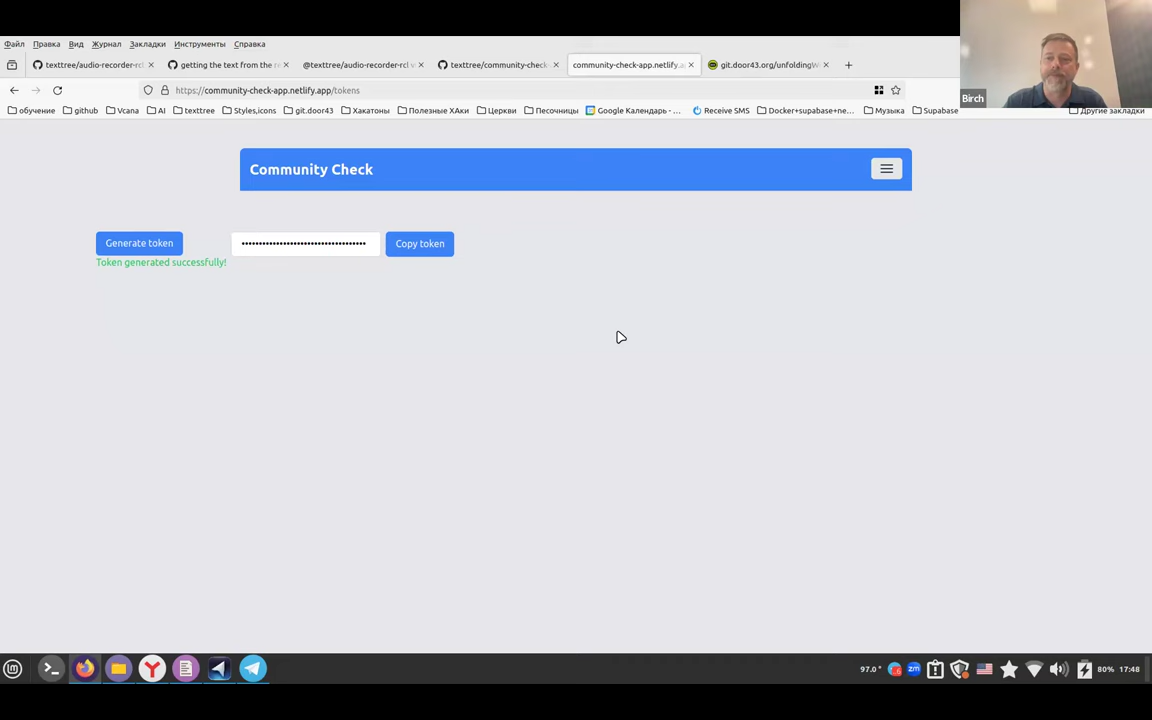 Файл Правка Вид Журнал Закладки Инструменты Справка
texttree/audio-recorder-rcl
getting the text from the r
@texttree/audio-recorder-rcl
texttree/community-check
community-check-app.netlify.a
git.door43.org/unfoldingW
https://community-check-app.netlify.app/tokens
обучение github Vcana AI texttree Styles,icons git.door43 Хакатоны Полезные ХАки Церкви Песочницы Google Календарь - … Receive SMS Docker+supabase+ne… Музыка Supabase Другие закладки
Birch
Community Check
Generate token
Copy token
Token generated successfully!
97.0° zm 80% 17:48